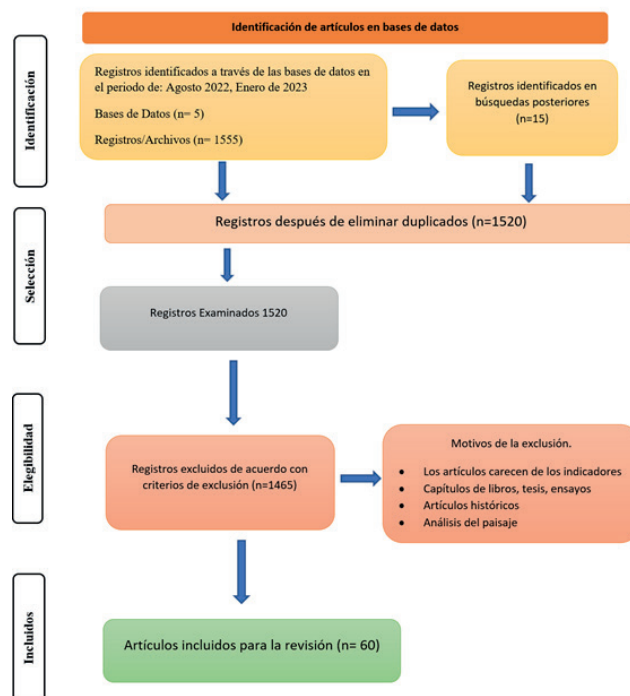 Identificación de artículos en bases de datos
Identificación
Registros identificados a través de las bases de datos en
el periodo de: Agosto 2022, Enero de 2023
Bases de Datos (n= 5)
Registros/Archivos (n= 1555)
Registros identificados en
búsquedas posteriores
(n=15)
Selección
Registros después de eliminar duplicados (n=1520)
Registros Examinados 1520
Elegibilidad
Registros excluidos de acuerdo con
criterios de exclusión (n=1465)
Motivos de la exclusión.
• Los artículos carecen de los indicadores
• Capítulos de libros, tesis, ensayos
• Artículos históricos
• Análisis del paisaje
Incluidos
Artículos incluidos para la revisión (n= 60)